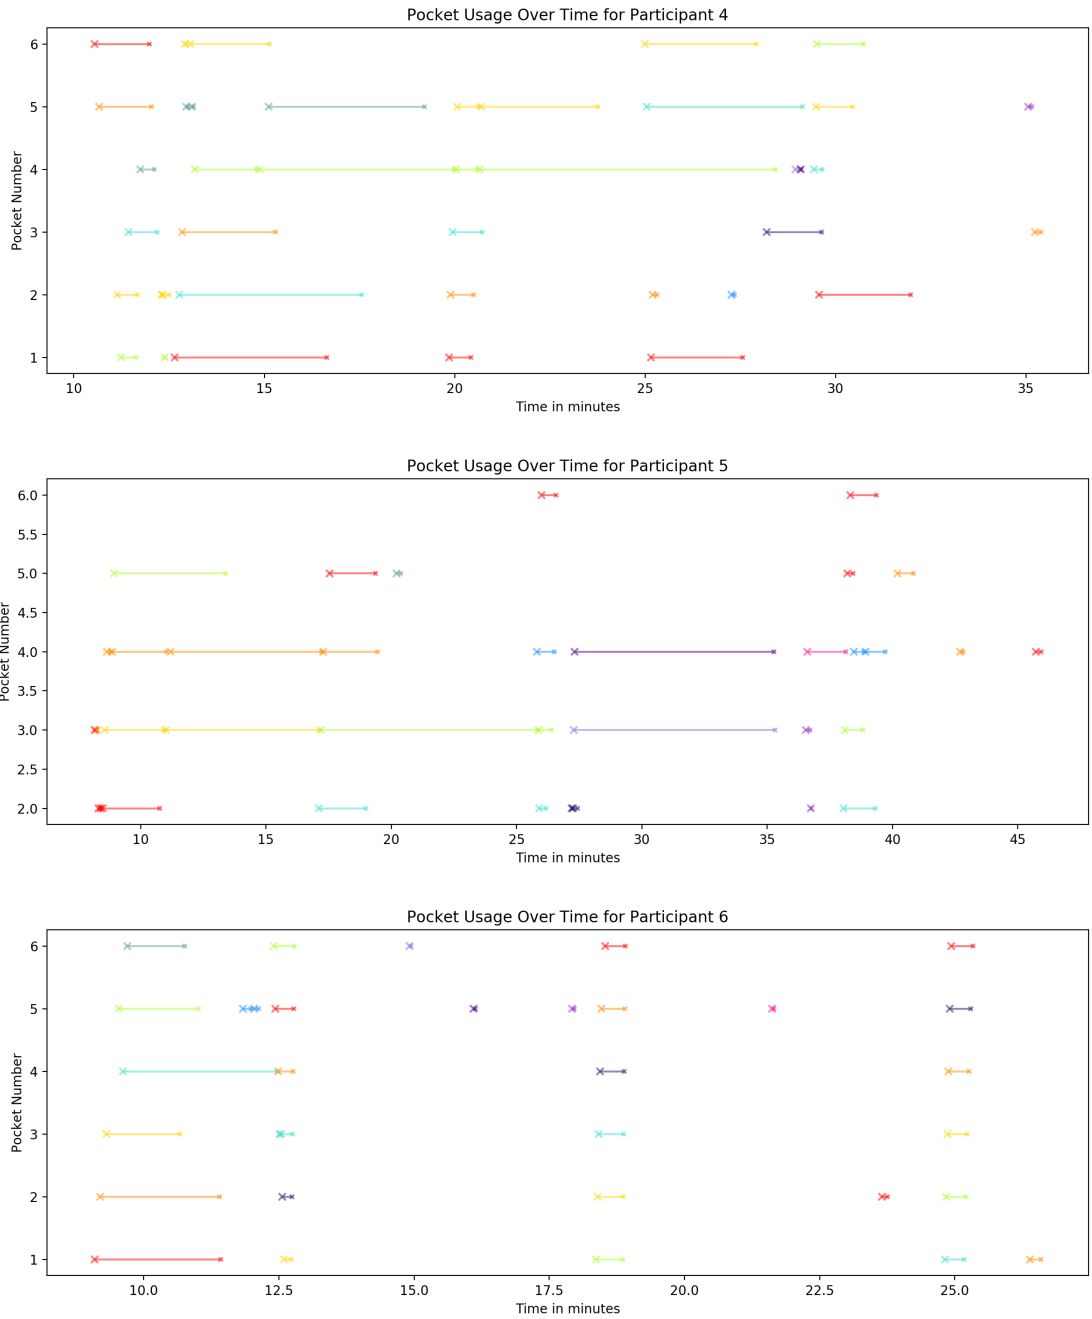 Pocket Usage Over Time for Participant 4
6
5
4
3
2
1
Pocket Number
10 15 20 25 30 35
Time in minutes
Pocket Usage Over Time for Participant 5
6.0
5.5
5.0
4.5
4.0
3.5
3.0
2.5
2.0
Pocket Number
10 15 20 25 30 35 40 45
Time in minutes
Pocket Usage Over Time for Participant 6
6
5
4
3
2
1
Pocket Number
10.0 12.5 15.0 17.5 20.0 22.5 25.0
Time in minutes